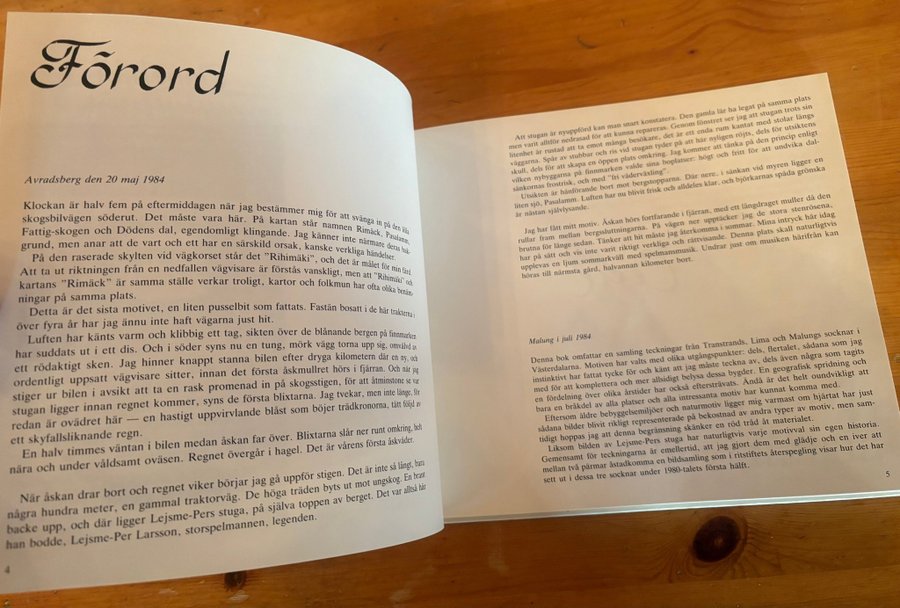 Förord
Avradsberg den 20 maj 1984
Klockan är halv fem på eftermiddagen när jag bestämmer mig för att svänga in på den lilla
skogsbilvägen söderut. Det måste vara här. På kartan står namnen Rimäck, Pasalamm,
Fattig-skogen och Dödens dal, egendomligt klingande. Jag känner inte närmare deras
grund, men anar att de vart och ett har en särskild orsak, kanske verkliga händelser.
På den raserade skylten vid vägkorset står det "Rihimäki", och det är målet för min färd.
Att ta ut riktningen från en nedfallen vägvisare är förstås vanskligt, men att "Rihimäki" och
kartans "Rimäck" är samma ställe verkar troligt, kartor och folkmun har ofta olika benäm-
ningar på samma plats.
Detta är det sista motivet, en liten pusselbit som fattats. Fastän bosatt i de här trakterna i
över fyra år har jag ännu inte haft vägarna just hit.
Luften har känts varm och klibbig ett tag, sikten över de blånande bergen på finnmarken
har suddats ut i ett dis. Och i söder syns nu en tung, mörk vägg torna upp sig, omvälvd av
ett rödaktigt sken. Jag hinner knappt stanna bilen efter dryga kilometern där en ny, och
ordentligt uppsatt vägvisare sitter, innan det första åskmullret hörs i fjärran. Och när jag
stiger ur bilen i avsikt att ta en rask promenad in på skogsstigen, för att åtminstone se var
stugan ligger innan regnet kommer, syns de första blixtarna. Jag tvekar, men inte länge, för
redan är ovädret här — en hastigt uppvirvlande blåst som böjer trädkronorna, tätt följd av
ett skyfallsliknande regn.
En halv timmes väntan i bilen medan åskan far över. Blixtarna slår ner runt omkring, helt
nära och under våldsamt oväsen. Regnet övergår i hagel. Det är vårens första åskväder.
När åskan drar bort och regnet viker börjar jag gå uppför stigen. Det är inte så långt, bara
några hundra meter, en gammal traktorväg. De höga träden byts ut mot ungskog. En brant
backe upp, och där ligger Lejsme-Pers stuga, på själva toppen av berget. Det var alltså här
han bodde, Lejsme-Per Larsson, storspelmannen, legenden.
4
Att stugan är nyuppförd kan man snart konstatera. Den gamla lär ha legat på samma plats
men varit alltför nedrasad för att kunna repareras. Genom fönstret ser jag att stugan trots sin
litenhet är rustad att ta emot många besökare, det är ett enda rum kantat med stolar längs
väggarna. Spår av stubbar och ris vid stugan tyder på att här nyligen röjts, dels för utsiktens
skull, dels för att skapa en öppen plats omkring. Jag kommer att tänka på den princip enligt
vilken nybyggarna på finnmarken valde sina boplatser: högt och fritt för att undvika dal-
sänkornas frostrisk, och med "fri väderväxling".
Utsikten är hänförande bort mot bergstopparna. Där nere, i sänkan vid myren ligger en
liten sjö, Pasalamm. Luften har nu blivit frisk och alldeles klar, och björkarnas späda grönska
är nästan självlysande.
Jag har fått mitt motiv. Åskan hörs fortfarande i fjärran, med ett långdraget muller då den
rullar fram mellan bergssluttningarna. På vägen ner upptäcker jag de stora stenrösena,
brutna för länge sedan. Tänker att hit måste jag återkomma i sommar. Mina intryck har idag
har på sätt och vis inte varit riktigt verkliga och rättvisande. Denna plats skall naturligtvis
upplevas en ljum sommarkväll med spelmansmusik. Undrar just om musiken härifrån kan
höras till närmsta gård, halvannan kilometer bort.
Malung i juli 1984
Denna bok omfattar en samling teckningar från Transtrands, Lima och Malungs socknar i
Västerdalarna. Motiven har valts med olika utgångspunkter: dels, flertalet, sådana som jag
instinktivt har fattat tycke för och känt att jag måste teckna av, dels även några som tagits
med för att komplettera och mer allsidigt belysa dessa bygder. En geografisk spridning och
en fördelning över olika årstider har också eftersträvats. Ändå är det helt oundvikligt att
bara en bråkdel av alla platser och alla intressanta motiv har kunnat komma med.
Eftersom äldre bebyggelsemiljöer och naturmotiv ligger mig varmast om hjärtat har just
sådana bilder blivit rikligt representerade på bekostnad av andra typer av motiv, men sam-
tidigt hoppas jag att denna begränsning skänker en röd tråd åt materialet.
Liksom bilden av Lejsme-Pers stuga har naturligtvis varje motivval sin egen historia.
Gemensamt för teckningarna är emellertid, att jag gjort dem med glädje och en iver att
mellan två pärmar åstadkomma en bildsamling som i ritstiftets återspegling visar hur det har
sett ut i dessa tre socknar under 1980-talets första hälft.
5